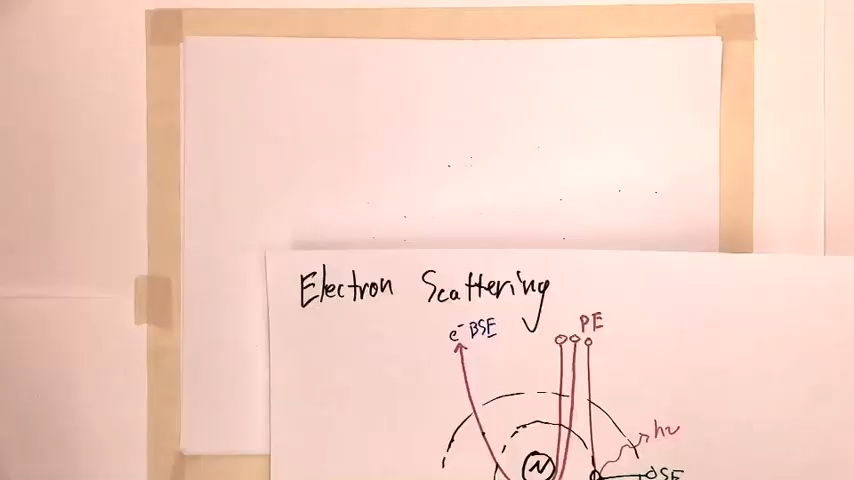 Electron Scattering
e⁻ BSE PE
hν
N
SE